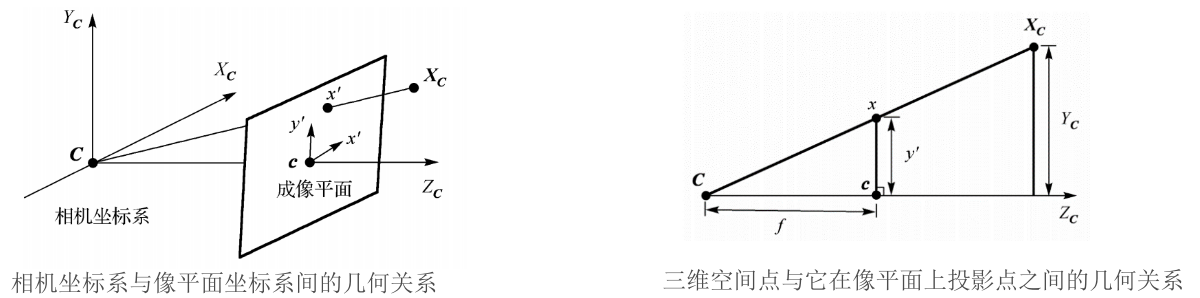 Y_C
X_C
X_C
x'
y'
x'
C
c
成像平面
Z_C
相机坐标系
相机坐标系与像平面坐标系间的几何关系
X_C
x
Y_C
y'
C
c
Z_C
f
三维空间点与它在像平面上投影点之间的几何关系